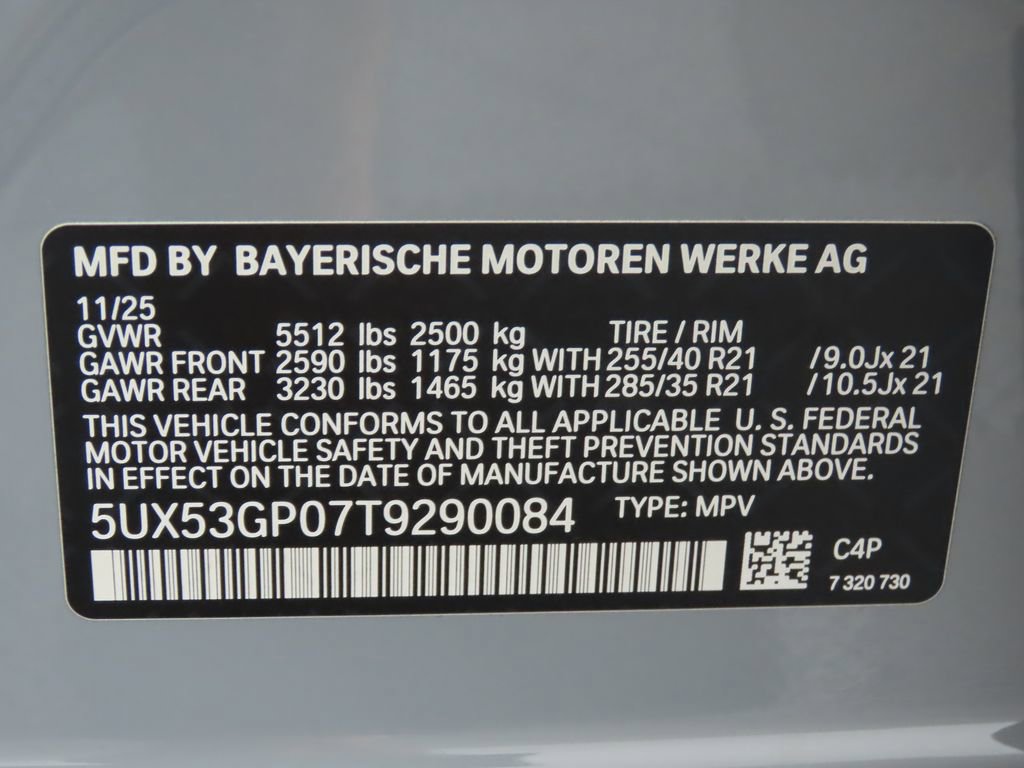 MFD BY BAYERISCHE MOTOREN WERKE AG
11/25
GVWR 5512 lbs 2500 kg TIRE / RIM
GAWR FRONT 2590 lbs 1175 kg WITH 255/40 R21 /9.0Jx 21
GAWR REAR 3230 lbs 1465 kg WITH 285/35 R21 /10.5Jx 21
THIS VEHICLE CONFORMS TO ALL APPLICABLE U. S. FEDERAL
MOTOR VEHICLE SAFETY AND THEFT PREVENTION STANDARDS
IN EFFECT ON THE DATE OF MANUFACTURE SHOWN ABOVE.
5UX53GP07T9290084 TYPE: MPV
C4P
7 320 730